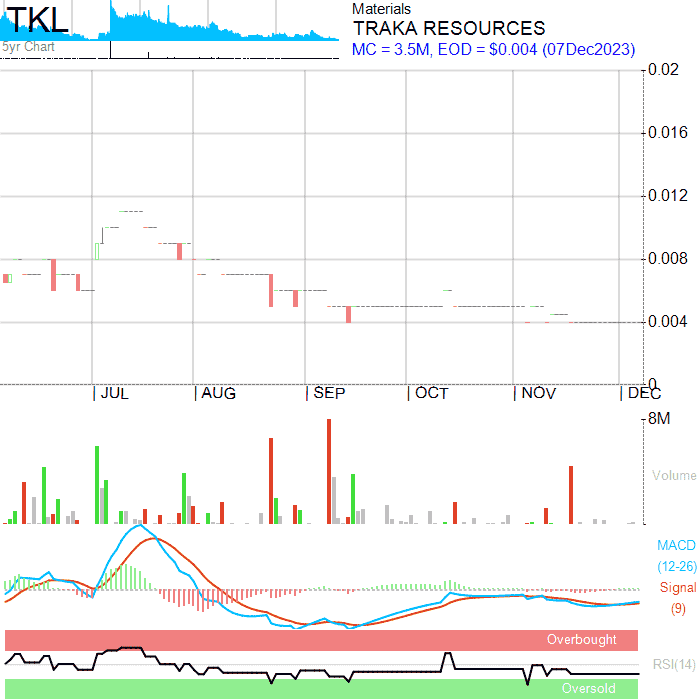 TKL
5yr Chart
Materials
TRAKA RESOURCES
MC = 3.5M, EOD = $0.004 (07Dec2023)
0.02
0.016
0.012
0.008
0.004
0
JUL AUG SEP OCT NOV DEC
8M
Volume
MACD
(12-26)
Signal
(9)
Overbought
RSI(14)
Oversold